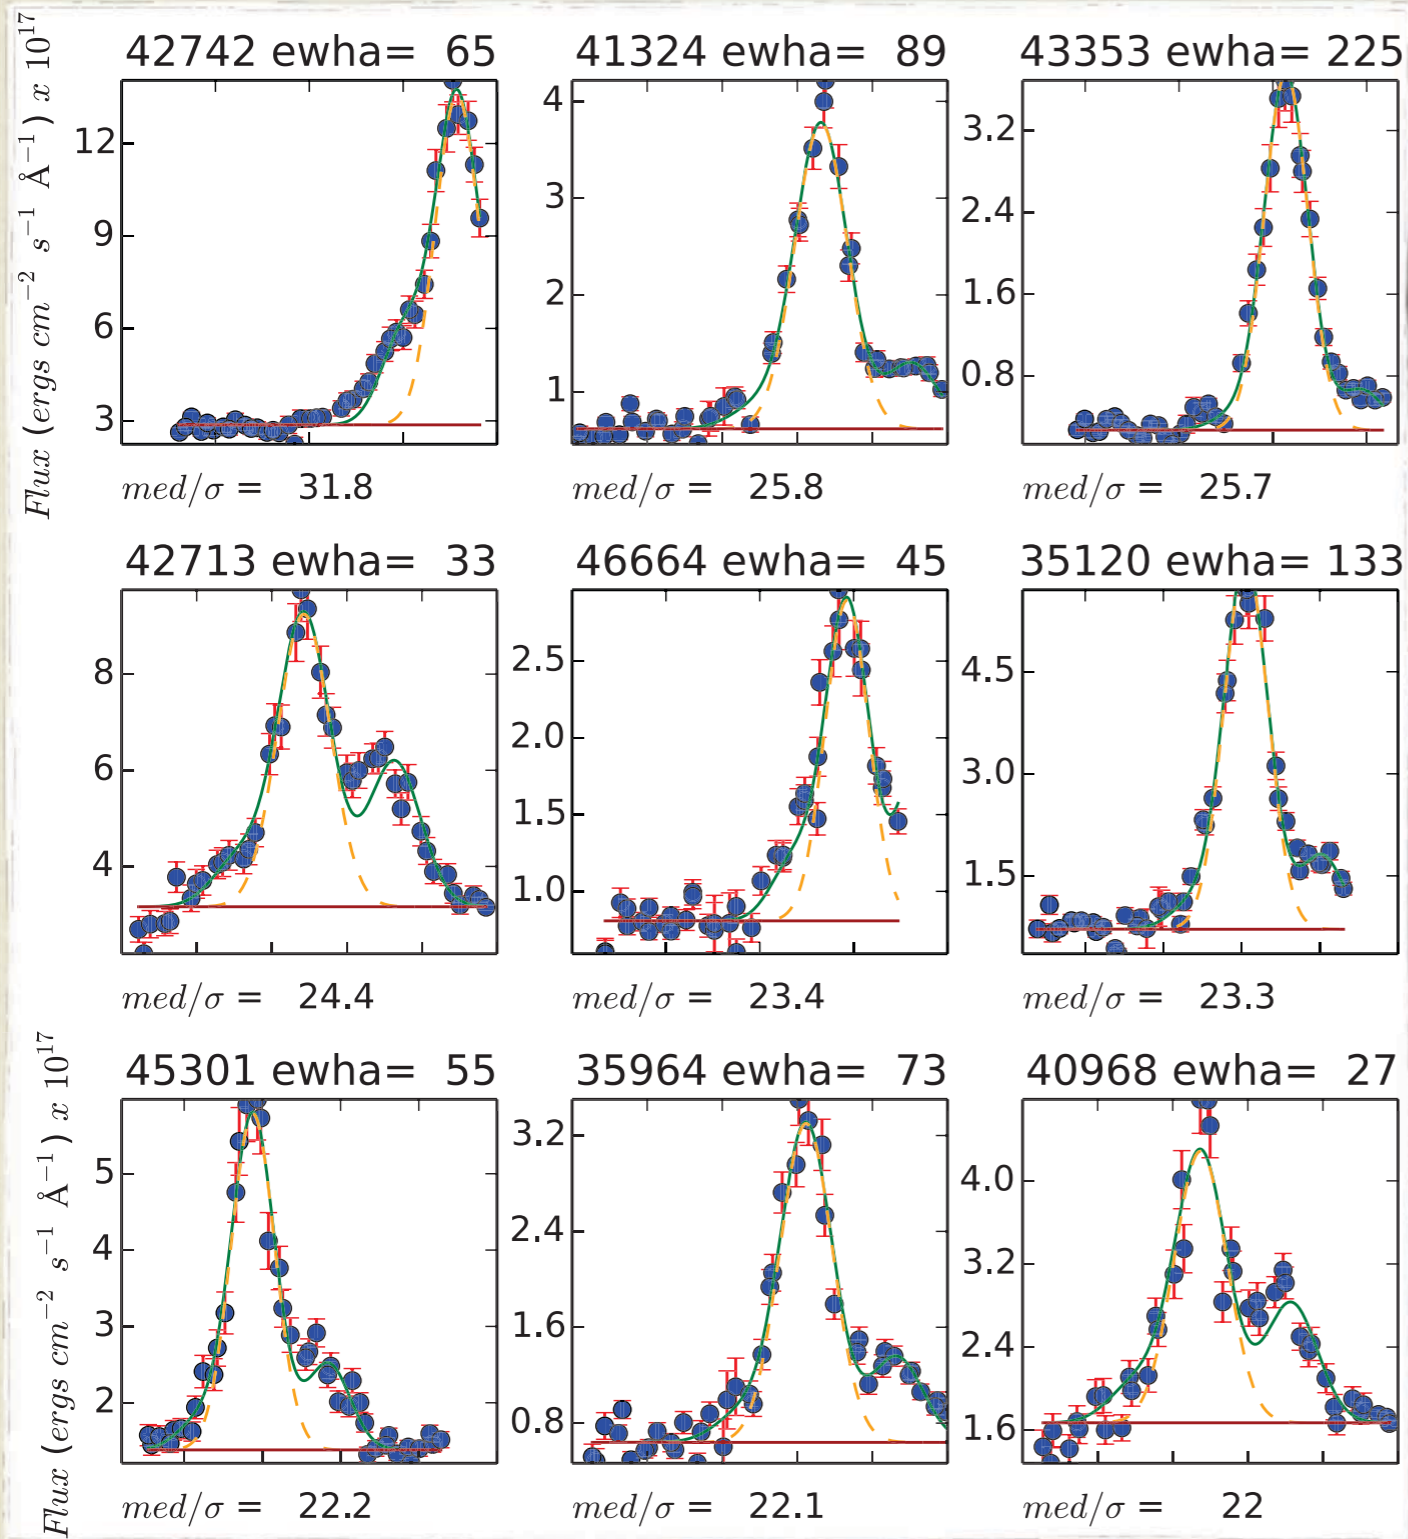 Flux (ergs cm⁻² s⁻¹ Å⁻¹) x 10¹⁷
42742 ewha= 65
12
9
6
3
med/σ = 31.8
41324 ewha= 89
4
3
2
1
med/σ = 25.8
43353 ewha= 225
3.2
2.4
1.6
0.8
med/σ = 25.7
42713 ewha= 33
8
6
4
med/σ = 24.4
46664 ewha= 45
2.5
2.0
1.5
1.0
med/σ = 23.4
35120 ewha= 133
4.5
3.0
1.5
med/σ = 23.3
Flux (ergs cm⁻² s⁻¹ Å⁻¹) x 10¹⁷
45301 ewha= 55
5
4
3
2
med/σ = 22.2
35964 ewha= 73
3.2
2.4
1.6
0.8
med/σ = 22.1
40968 ewha= 27
4.0
3.2
2.4
1.6
med/σ = 22